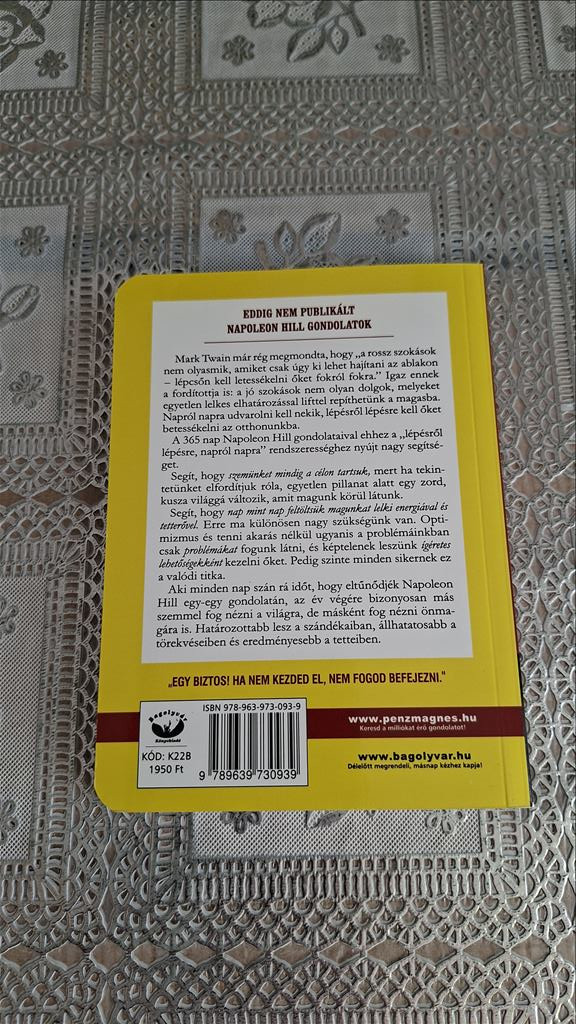 EDDIG NEM PUBLIKÁLT
NAPOLEON HILL GONDOLATOK
Mark Twain már rég megmondta, hogy „a rossz szokások
nem olyasmik, amiket csak úgy ki lehet hajítani az ablakon
– lépcsőn kell letessékelni őket fokról fokra.” Igaz ennek
a fordítottja is: a jó szokások nem olyan dolgok, melyeket
egyetlen lelkes elhatározással lifttel repíthetünk a magasba.
Napról napra udvarolni kell nekik, lépésről lépésre kell őket
betessékelni az otthonunkba.
A 365 nap Napoleon Hill gondolataival ehhez a „lépésről
lépésre, napról napra” rendszerességhez nyújt nagy segítsé-
get.
Segít, hogy szemünket mindig a célon tartsuk, mert ha tekin-
tetünket elfordítjuk róla, egyetlen pillanat alatt egy zord,
kusza világgá változik, amit magunk körül látunk.
Segít, hogy nap mint nap feltöltsük magunkat lelki energiával és
tetterővel. Erre ma különösen nagy szükségünk van. Opti-
mizmus és tenni akarás nélkül ugyanis a problémáinkban
csak problémákat fogunk látni, és képtelenek leszünk ígéretes
lehetőségekként kezelni őket. Pedig szinte minden sikernek ez
a valódi titka.
Aki minden nap szán rá időt, hogy eltűnődjék Napoleon
Hill egy-egy gondolatán, az év végére bizonyosan más
szemmel fog nézni a világra, de másként fog nézni önma-
gára is. Határozottabb lesz a szándékaiban, állhatatosabb a
törekvéseiben és eredményesebb a tetteiben.
„EGY BIZTOS! HA NEM KEZDED EL, NEM FOGOD BEFEJEZNI.”
Bagolyvár
Könyvkiadó
KÓD: K22B
1950 Ft
ISBN 978-963-973-093-9
9 789639 730939
www.penzmagnes.hu
Keresd a milliókat érő gondolatot!
www.bagolyvar.hu
Délelőtt megrendeli, másnap kézhez kapja!